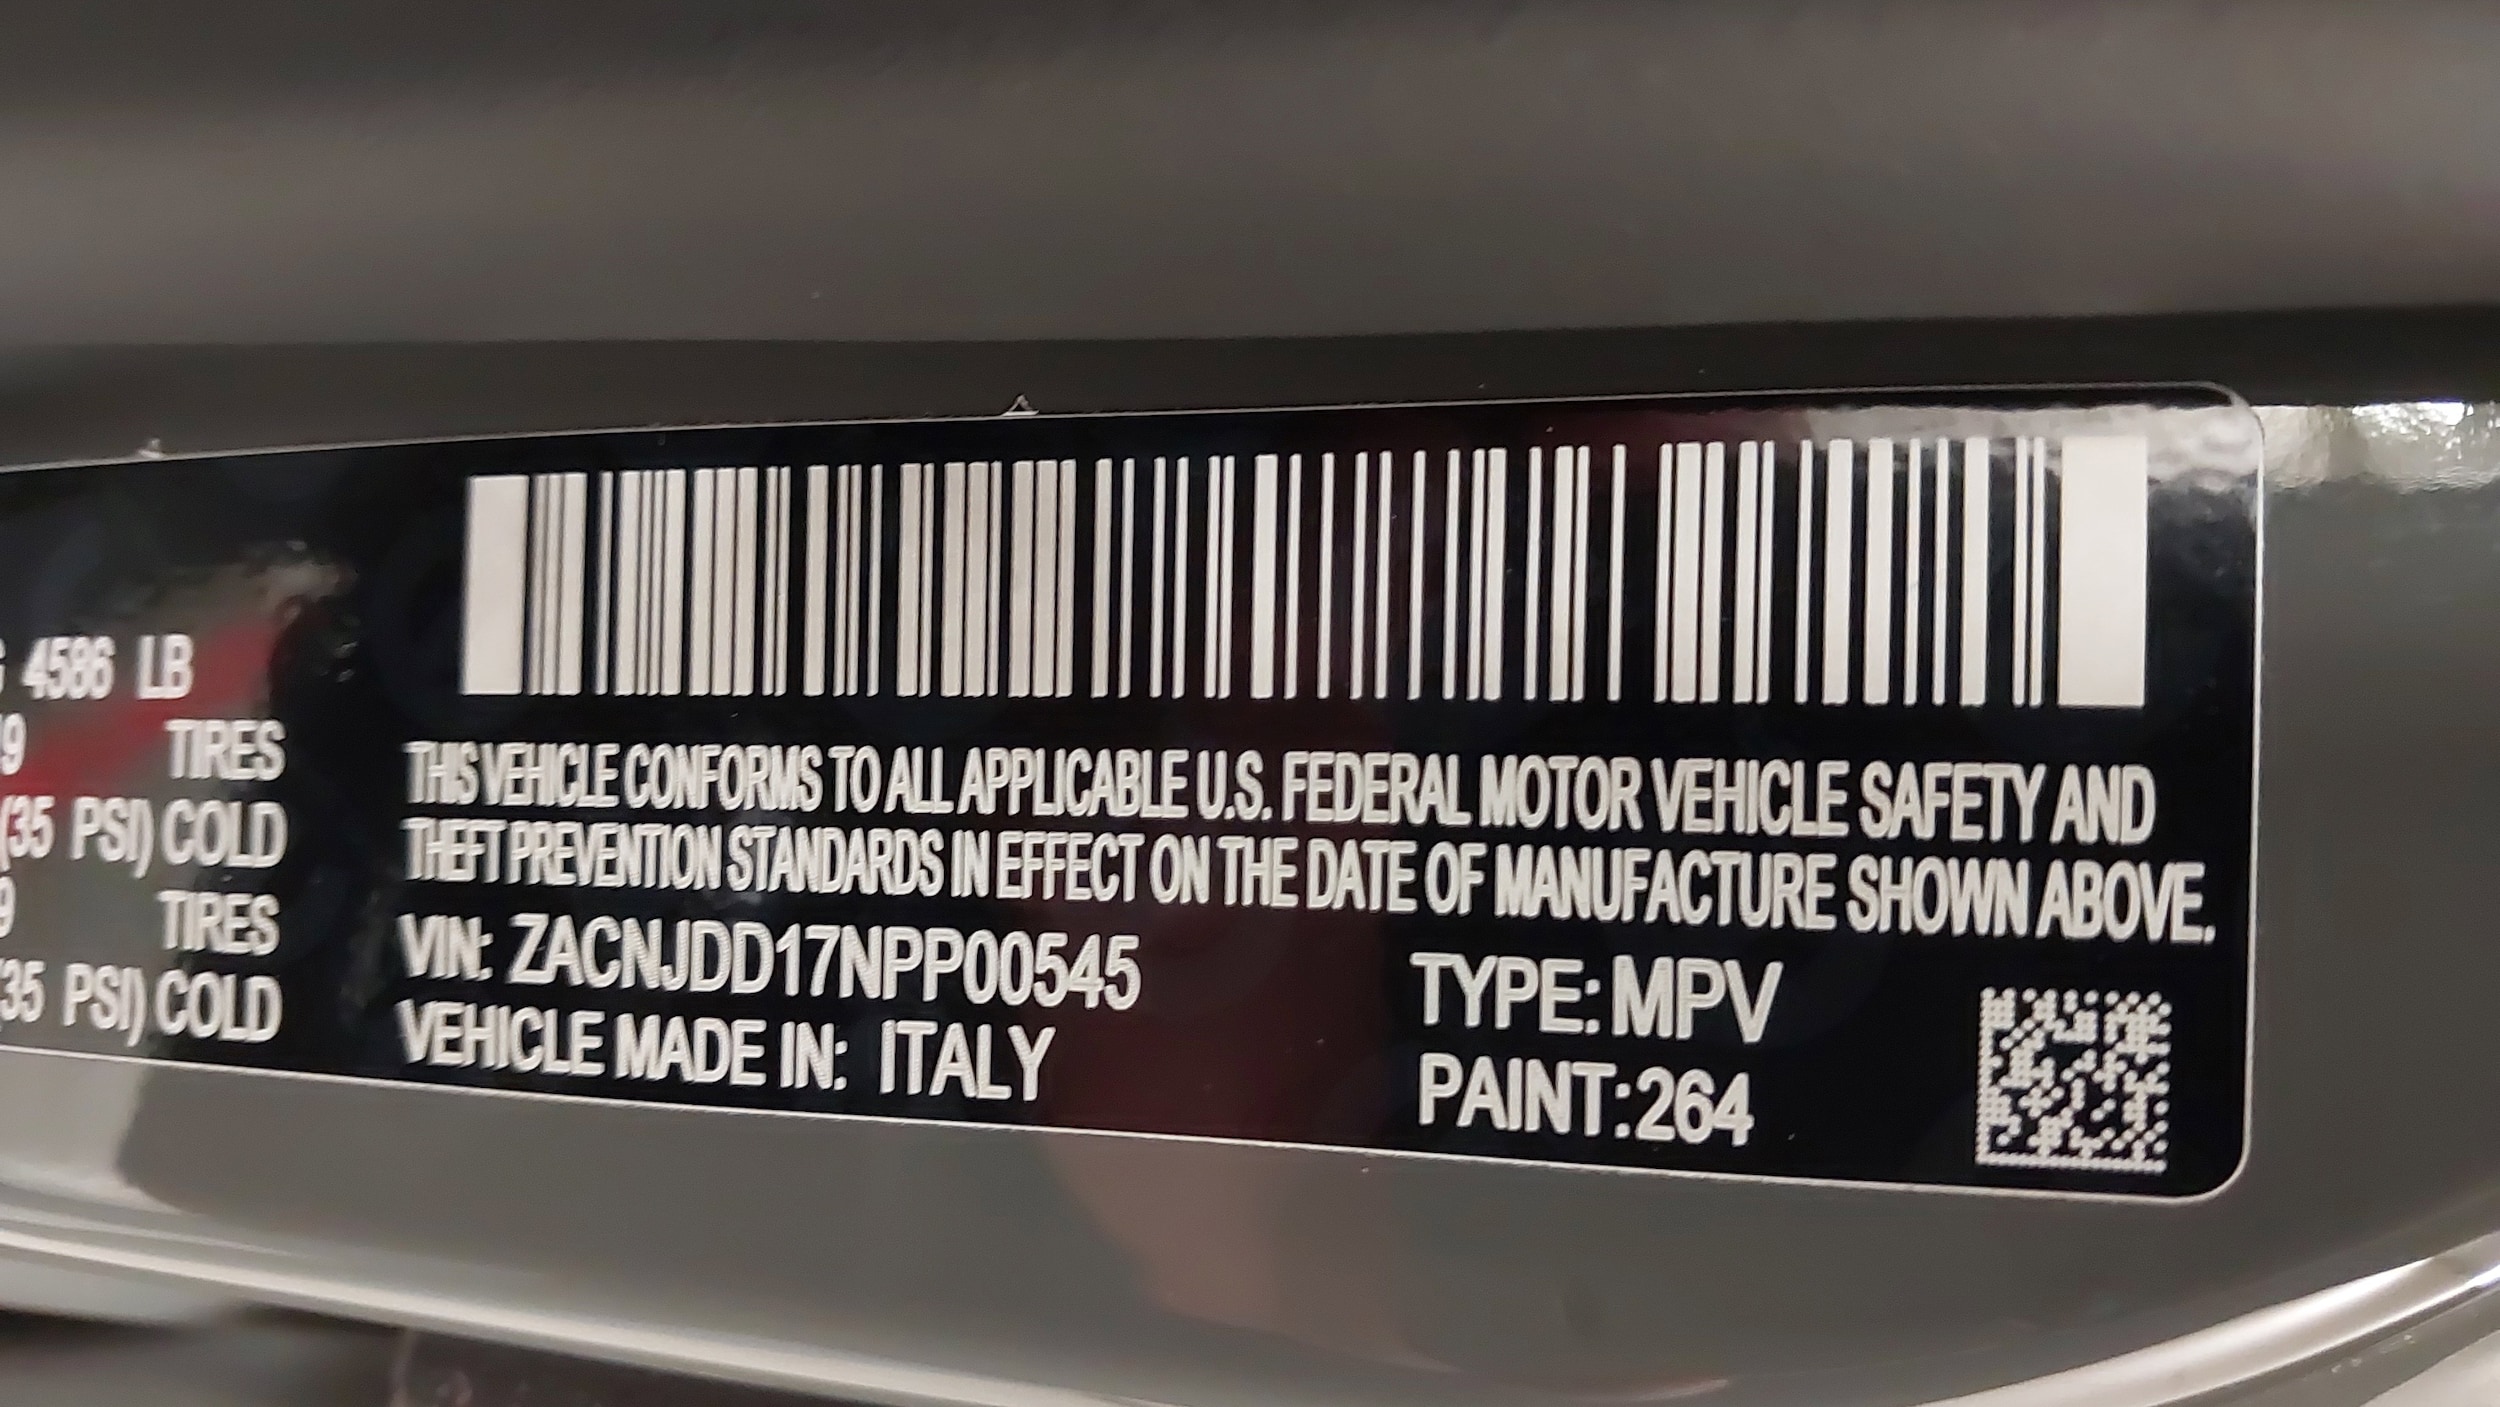 4586 LB
TIRES
(35 PSI) COLD
TIRES
35 PSI) COLD
THIS VEHICLE CONFORMS TO ALL APPLICABLE U.S. FEDERAL MOTOR VEHICLE SAFETY AND
THEFT PREVENTION STANDARDS IN EFFECT ON THE DATE OF MANUFACTURE SHOWN ABOVE.
VIN: ZACNJDD17NPP00545
TYPE: MPV
VEHICLE MADE IN: ITALY
PAINT: 264